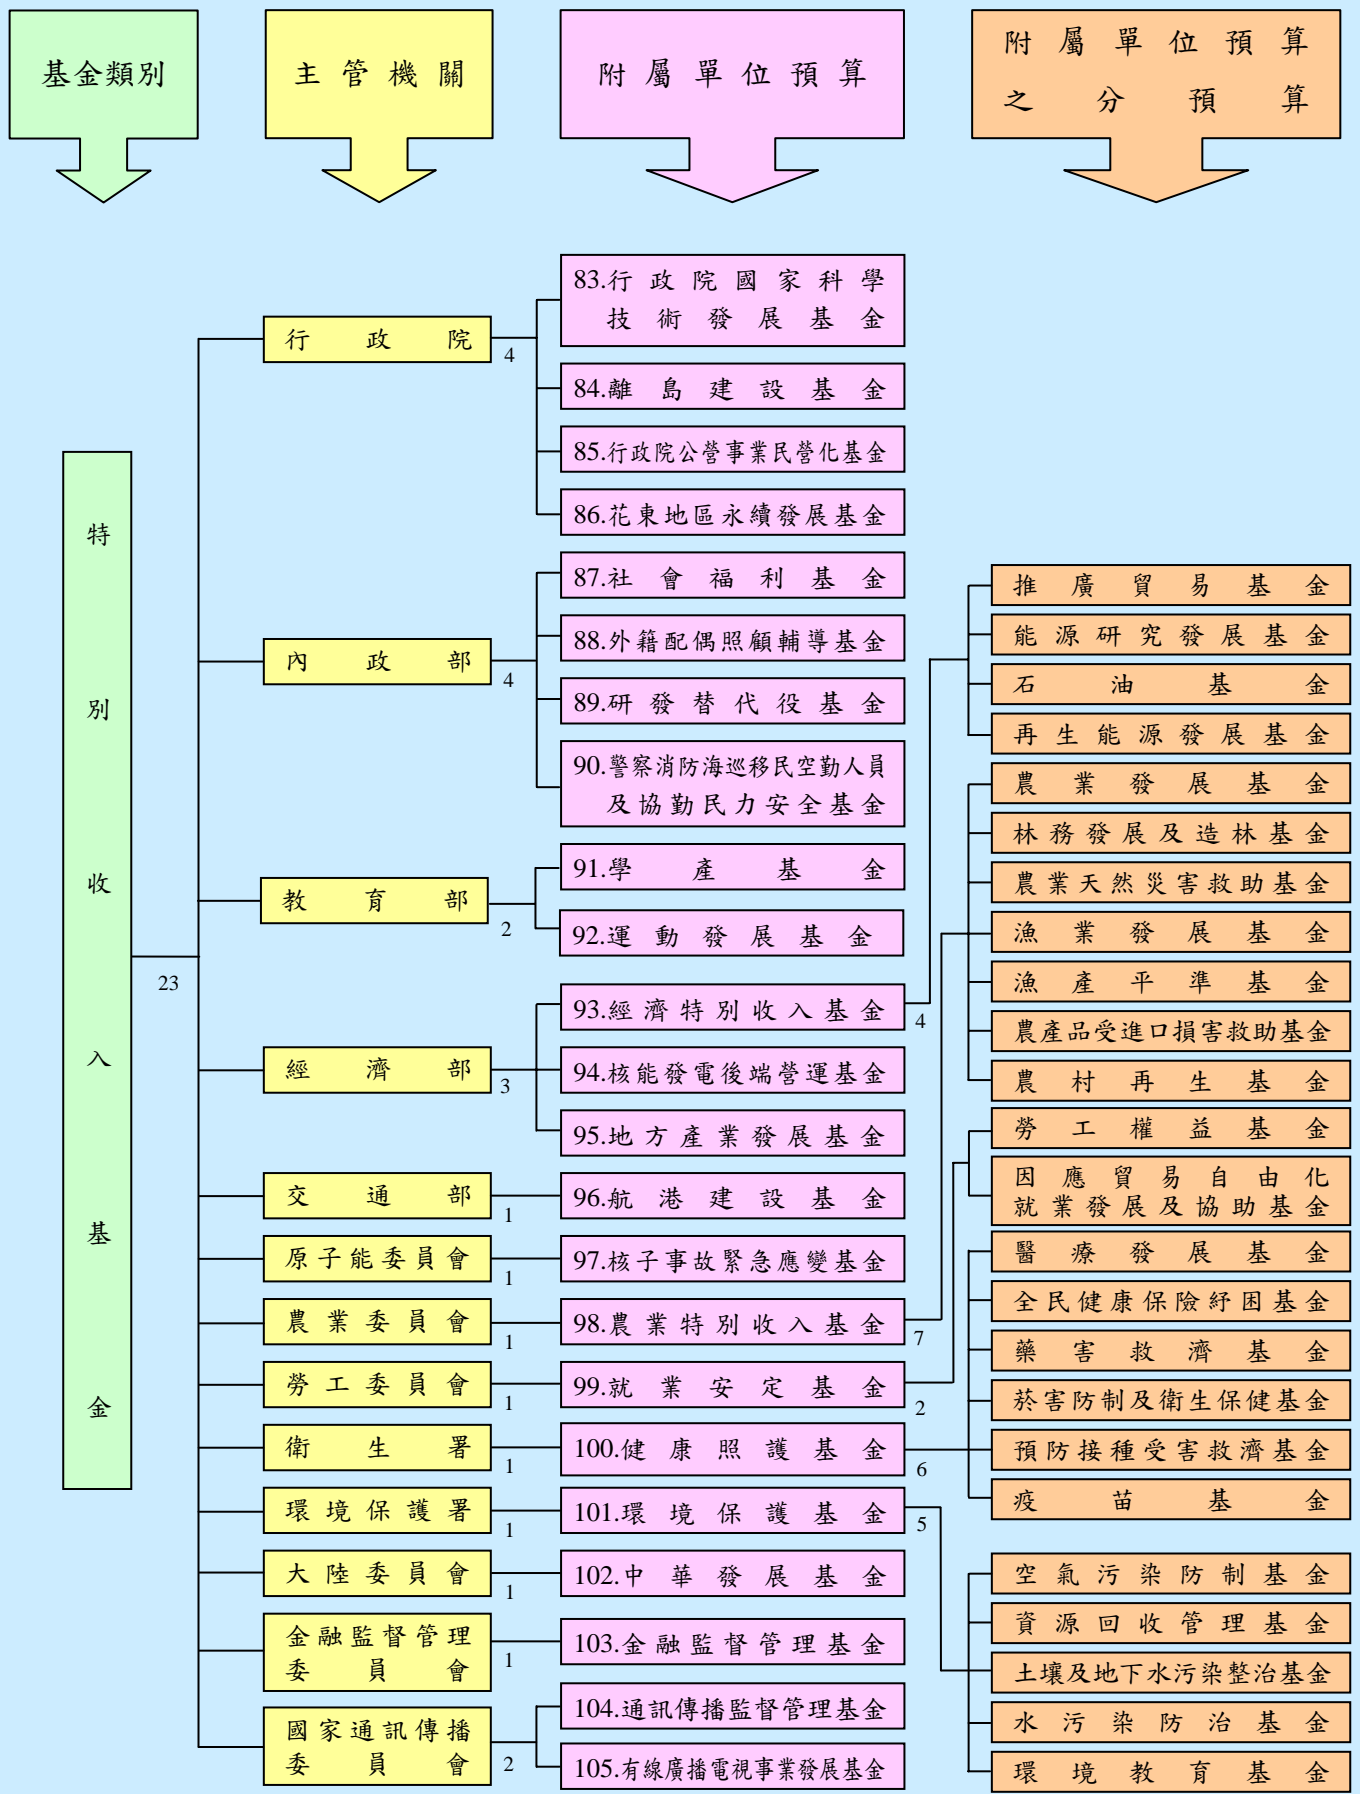 基金類別
主管機關
附屬單位預算
附屬單位預算
之分預算
特別收入基金
23
行政院
4
83.行政院國家科學
技術發展基金
84.離島建設基金
85.行政院公營事業民營化基金
86.花東地區永續發展基金
內政部
4
87.社會福利基金
88.外籍配偶照顧輔導基金
89.研發替代役基金
90.警察消防海巡移民空勤人員
及協勤民力安全基金
教育部
2
91.學產基金
92.運動發展基金
經濟部
3
93.經濟特別收入基金
4
94.核能發電後端營運基金
95.地方產業發展基金
交通部
1
96.航港建設基金
原子能委員會
1
97.核子事故緊急應變基金
農業委員會
1
98.農業特別收入基金
7
勞工委員會
1
99.就業安定基金
2
衛生署
1
100.健康照護基金
6
環境保護署
1
101.環境保護基金
5
大陸委員會
1
102.中華發展基金
金融監督管理
委員會
1
103.金融監督管理基金
國家通訊傳播
委員會
2
104.通訊傳播監督管理基金
105.有線廣播電視事業發展基金
推廣貿易基金
能源研究發展基金
石油基金
再生能源發展基金
農業發展基金
林務發展及造林基金
農業天然災害救助基金
漁業發展基金
漁產平準基金
農產品受進口損害救助基金
農村再生基金
勞工權益基金
因應貿易自由化
就業發展及協助基金
醫療發展基金
全民健康保險紓困基金
藥害救濟基金
菸害防制及衛生保健基金
預防接種受害救濟基金
疫苗基金
空氣污染防制基金
資源回收管理基金
土壤及地下水污染整治基金
水污染防治基金
環境教育基金